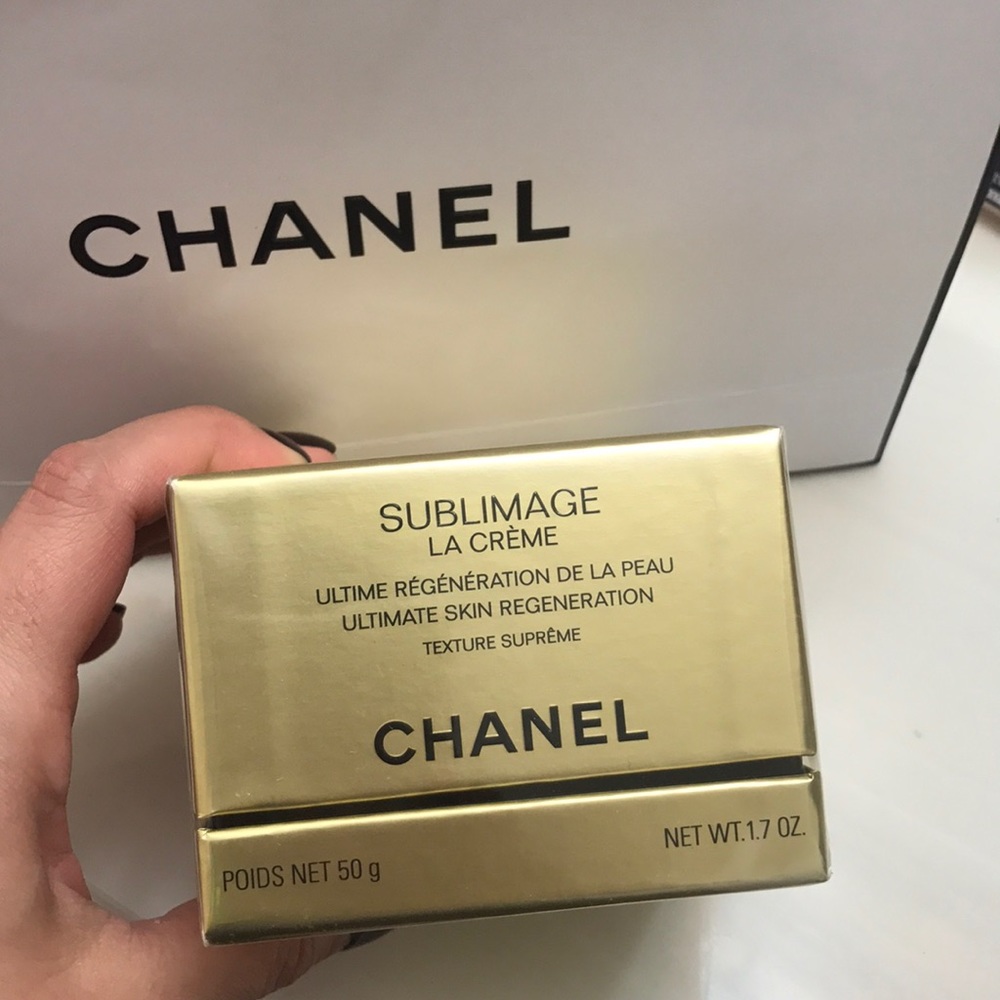 CHANEL
SUBLIMAGE
LA CRÈME
ULTIME RÉGÉNÉRATION DE LA PEAU
ULTIMATE SKIN REGENERATION
TEXTURE SUPRÊME
CHANEL
POIDS NET 50 g
NET WT.1.7 OZ.